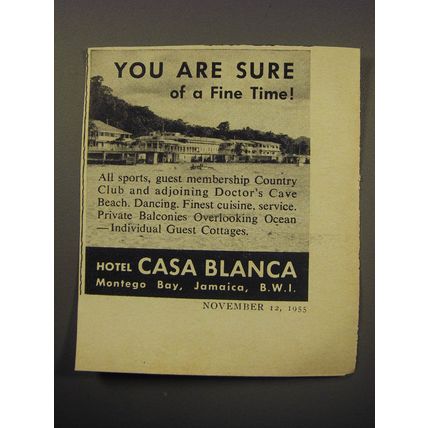 YOU ARE SURE
of a Fine Time!
All sports, guest membership Country
Club and adjoining Doctor's Cave
Beach. Dancing. Finest cuisine, service.
Private Balconies Overlooking Ocean
—Individual Guest Cottages.
HOTEL CASA BLANCA
Montego Bay, Jamaica, B.W.I.
NOVEMBER 12, 1955